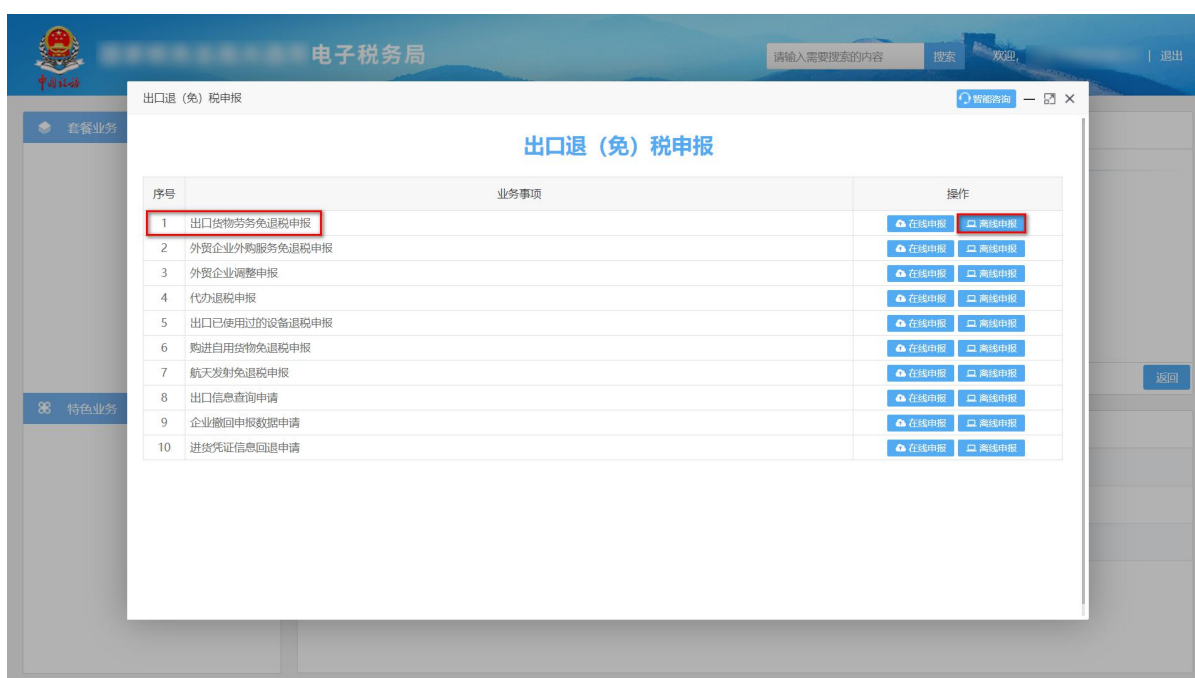 电子税务局
请输入需要搜索的内容 搜索 欢迎, | 退出
中国税务
出口退（免）税申报 智能咨询
套餐业务
出口退（免）税申报
序号 业务事项 操作
1 出口货物劳务免退税申报 在线申报 离线申报
2 外贸企业外购服务免退税申报 在线申报 离线申报
3 外贸企业调整申报 在线申报 离线申报
4 代办退税申报 在线申报 离线申报
5 出口已使用过的设备退税申报 在线申报 离线申报
6 购进自用货物免退税申报 在线申报 离线申报
7 航天发射免退税申报 在线申报 离线申报
返回
8 出口信息查询申请 在线申报 离线申报
特色业务
9 企业撤回申报数据申请 在线申报 离线申报
10 进货凭证信息回退申请 在线申报 离线申报